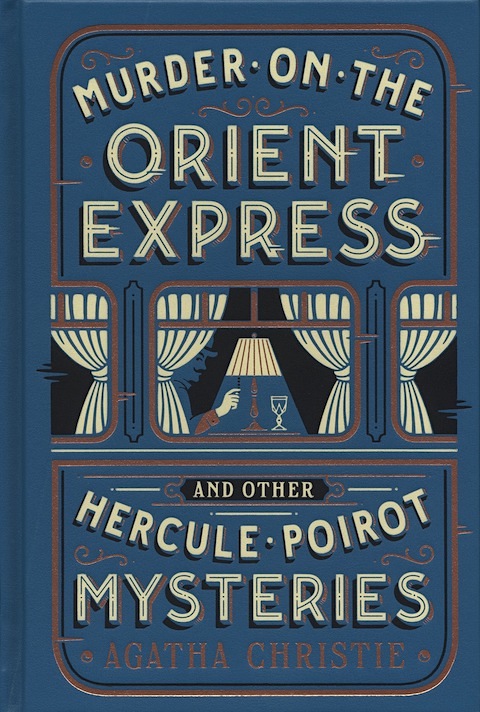 MURDER · ON · THE
ORIENT
EXPRESS
AND OTHER
HERCULE · POIROT
MYSTERIES
AGATHA CHRISTIE